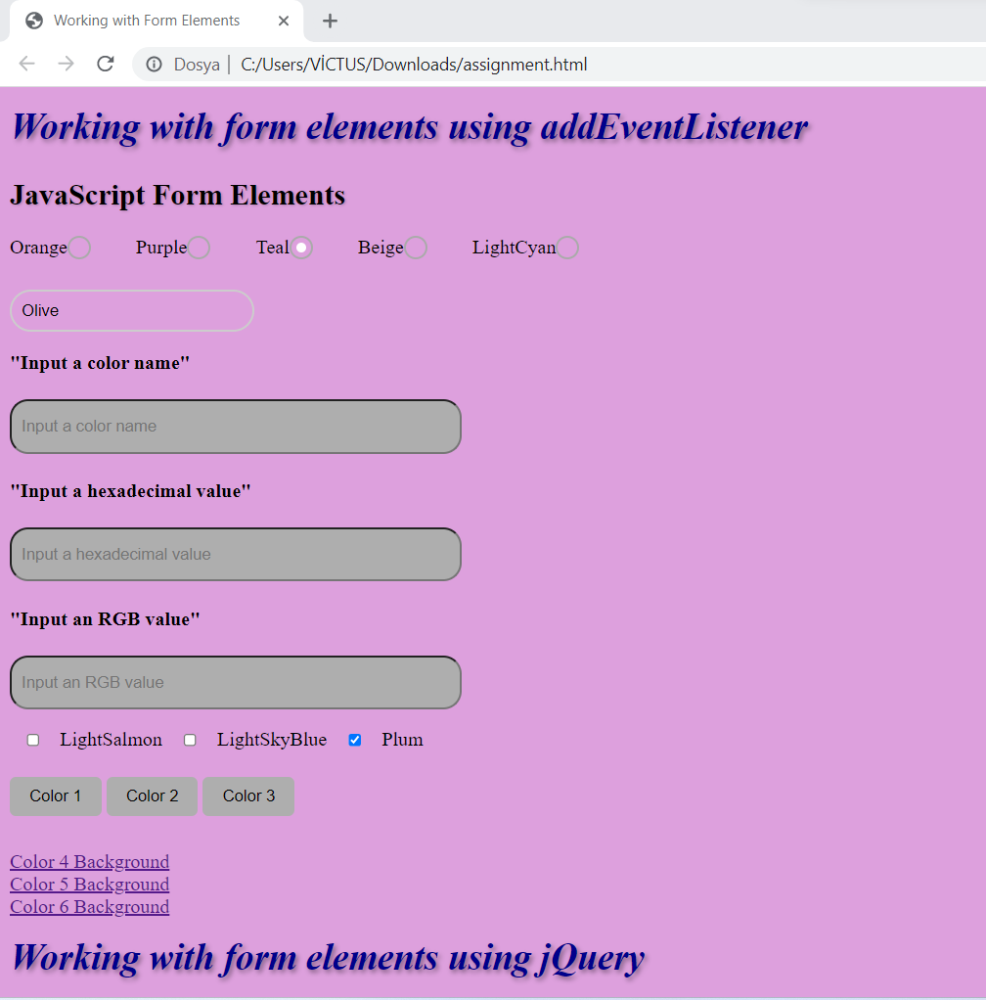 Working with Form Elements
Dosya | C:/Users/VİCTUS/Downloads/assignment.html
Working with form elements using addEventListener
JavaScript Form Elements
Orange Purple Teal Beige LightCyan
Olive
"Input a color name"
Input a color name
"Input a hexadecimal value"
Input a hexadecimal value
"Input an RGB value"
Input an RGB value
LightSalmon LightSkyBlue Plum
Color 1 Color 2 Color 3
Color 4 Background
Color 5 Background
Color 6 Background
Working with form elements using jQuery